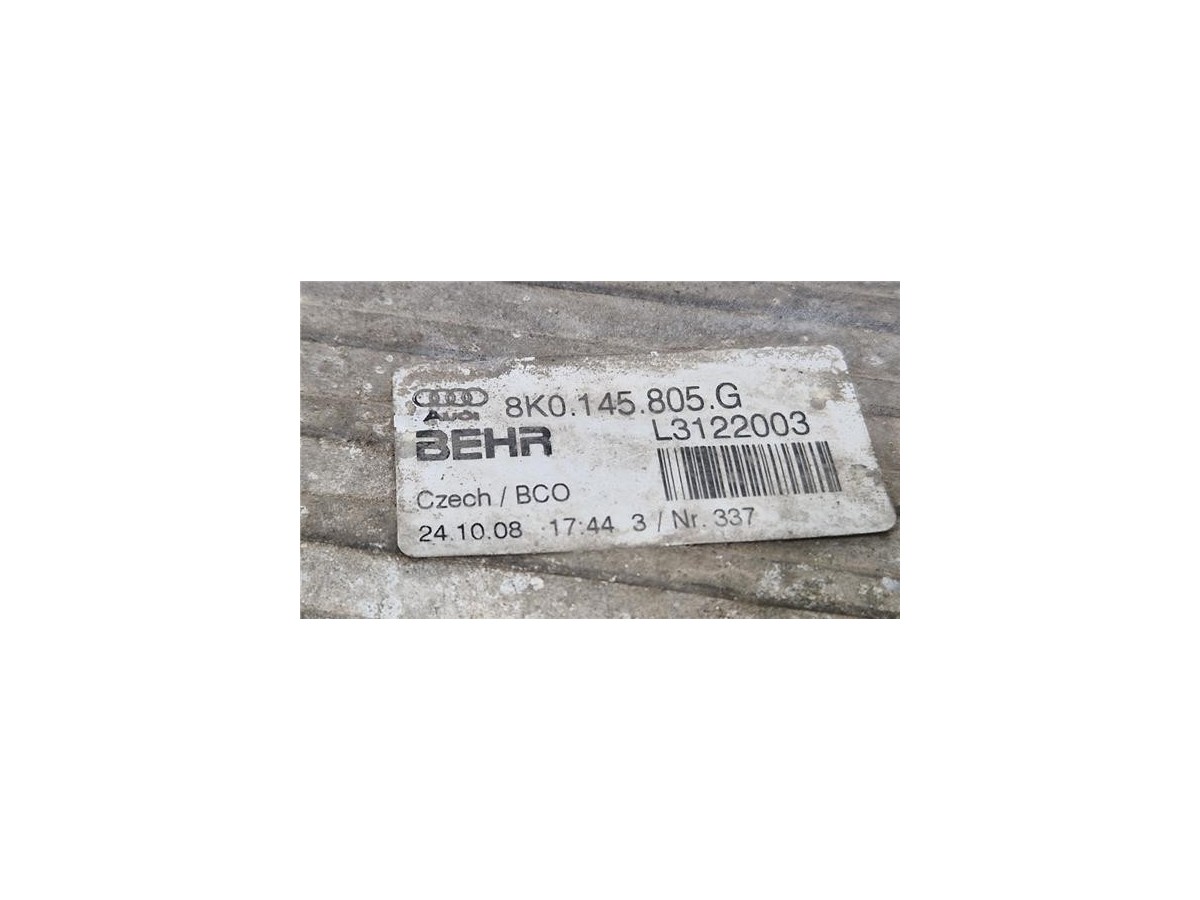 AUDI 8K0.145.805.G
BEHR L3122003
Czech / BCO
24.10.08 17:44 3 / Nr. 337